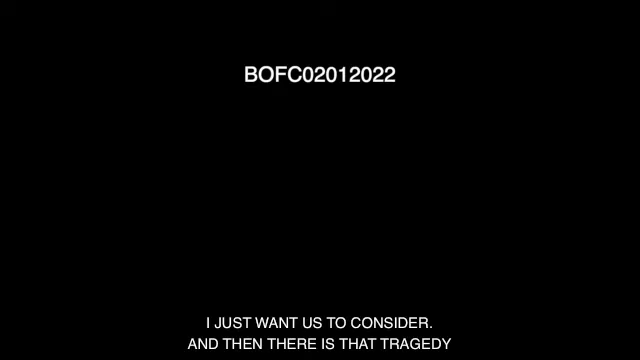 BOFC02012022
I JUST WANT US TO CONSIDER.
AND THEN THERE IS THAT TRAGEDY